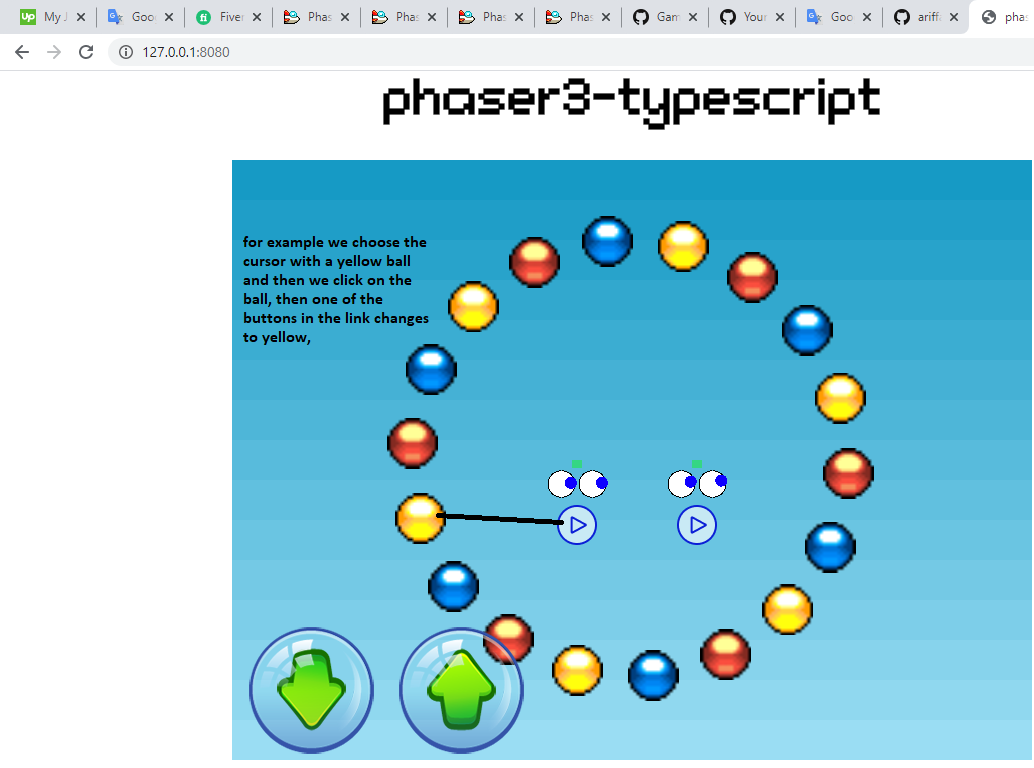 Up My J Goo fi Fiver Phas Phas Phas Phas Gam Your Goo ariff phas
127.0.0.1:8080
phaser3-typescript
for example we choose the
cursor with a yellow ball
and then we click on the
ball, then one of the
buttons in the link changes
to yellow,